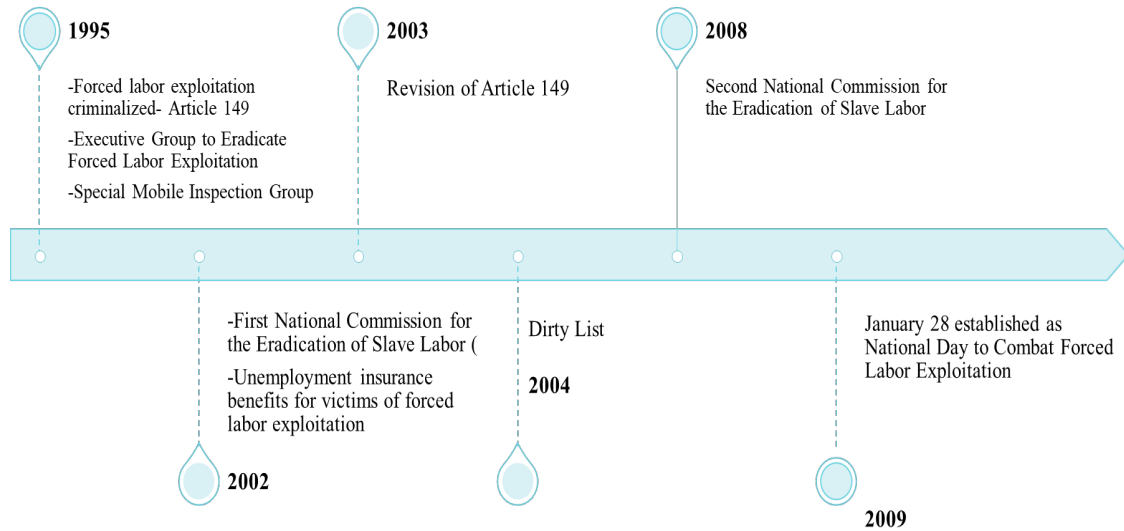 1995
-Forced labor exploitation
criminalized- Article 149
-Executive Group to Eradicate
Forced Labor Exploitation
-Special Mobile Inspection Group
2003
Revision of Article 149
2008
Second National Commission for
the Eradication of Slave Labor
-First National Commission for
the Eradication of Slave Labor (
-Unemployment insurance
benefits for victims of forced
labor exploitation
2002
Dirty List
2004
January 28 established as
National Day to Combat Forced
Labor Exploitation
2009